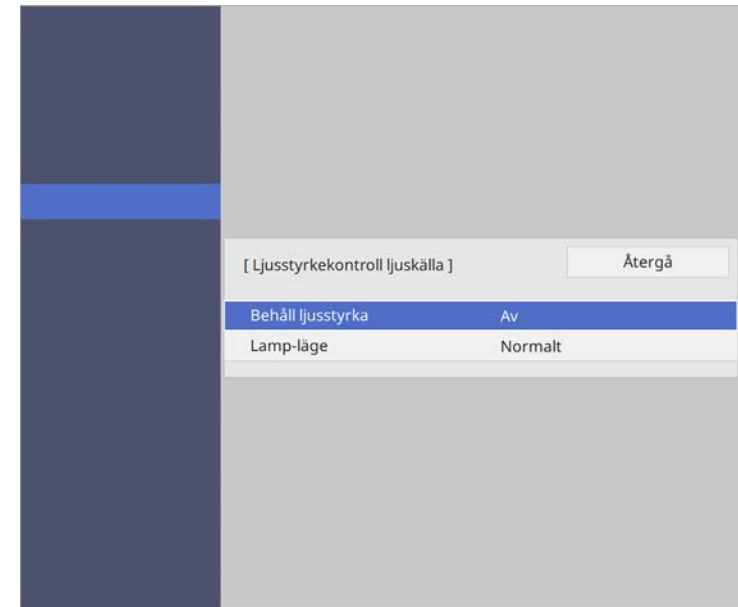 [ Ljusstyrkekontroll ljuskälla ] Återgå
Behåll ljusstyrka Av
Lamp-läge Normalt